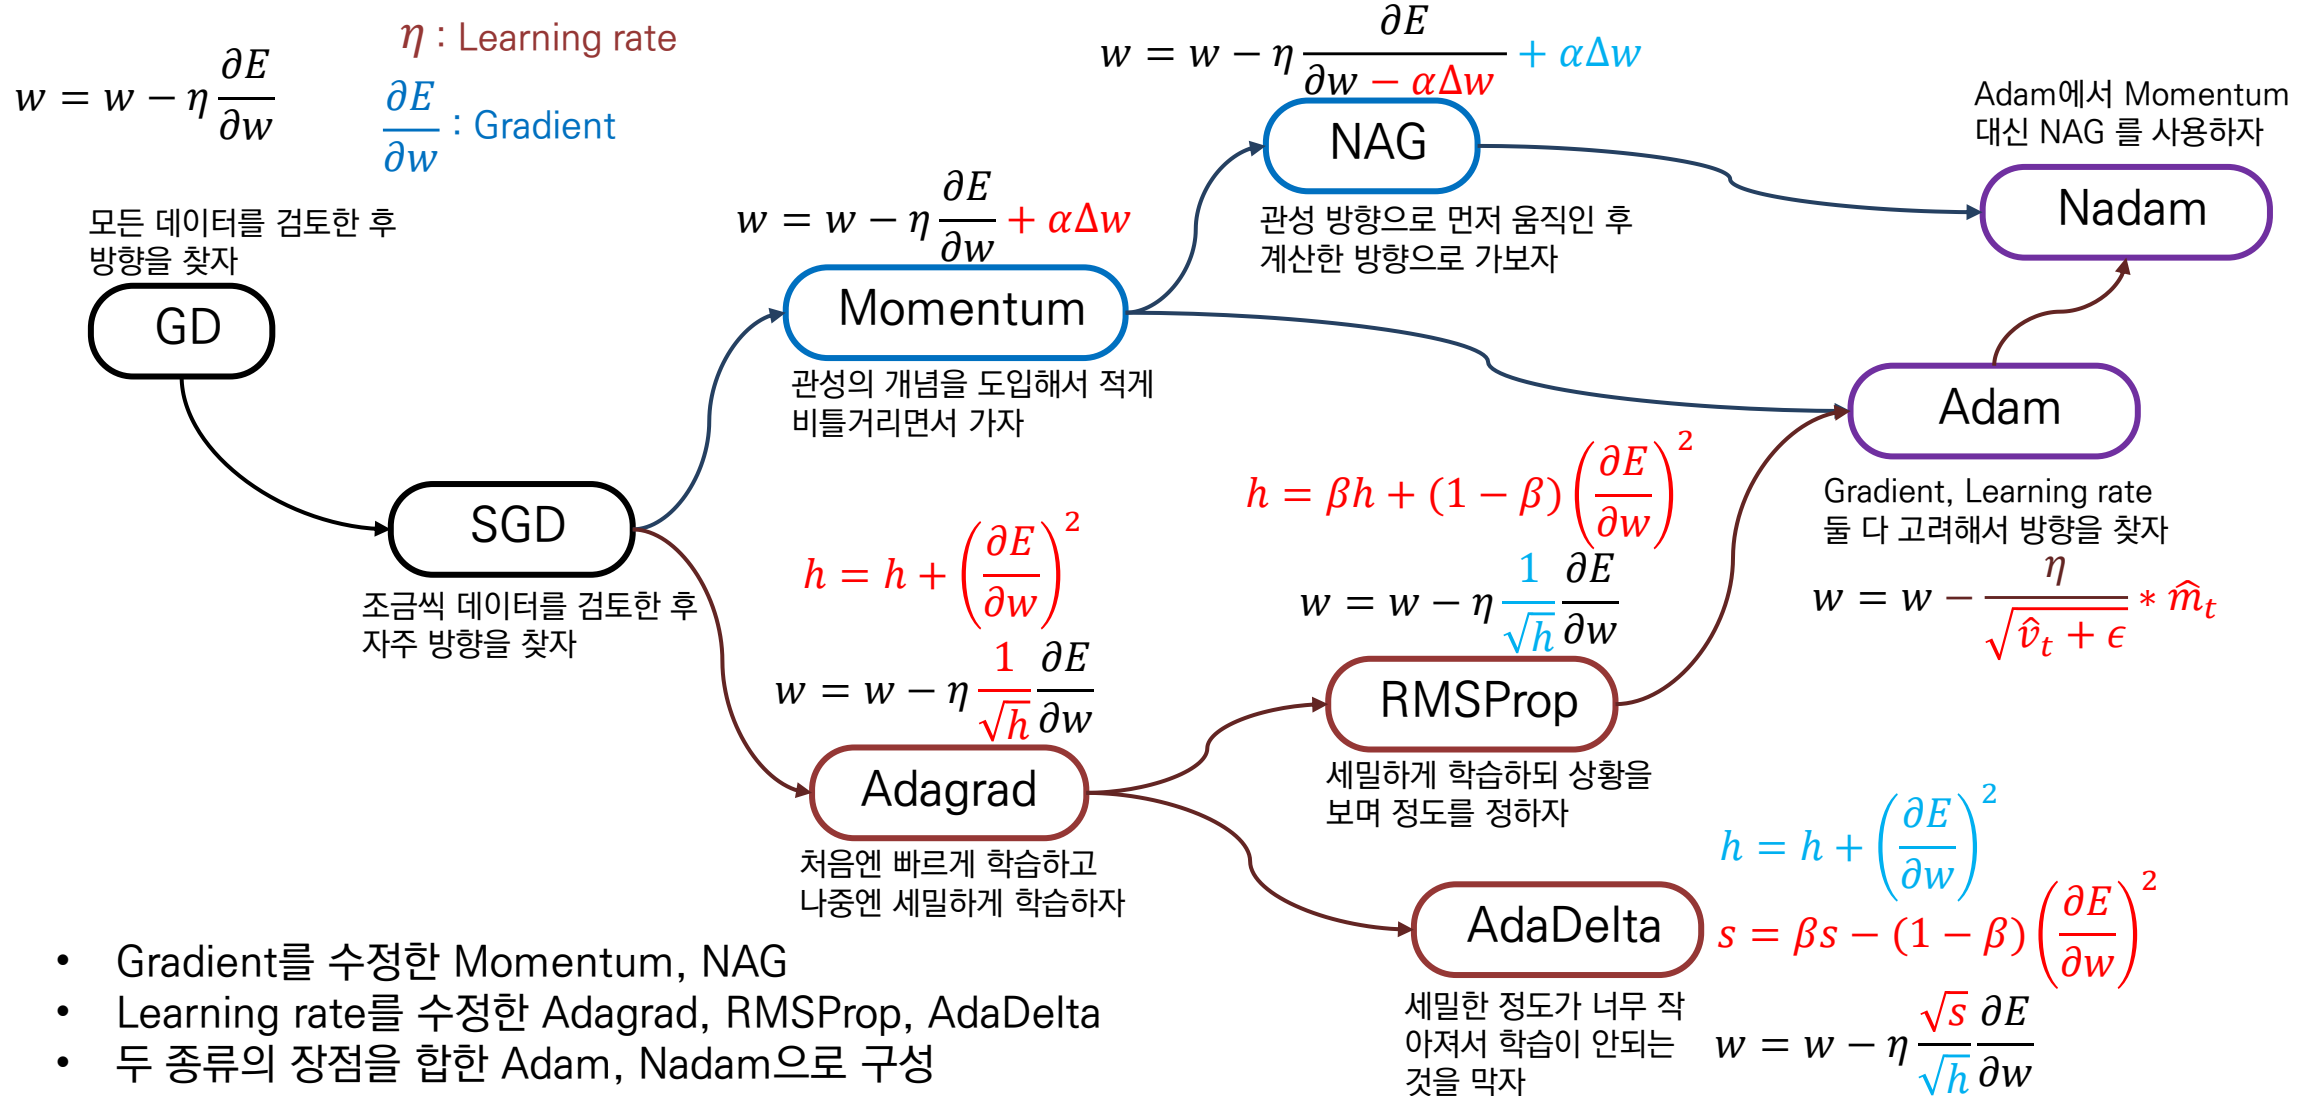 w = w − η ∂E/∂w
η : Learning rate
∂E/∂w : Gradient
모든 데이터를 검토한 후
방향을 찾자
GD
SGD
조금씩 데이터를 검토한 후
자주 방향을 찾자
w = w − η ∂E/∂w + αΔw
Momentum
관성의 개념을 도입해서 적게
비틀거리면서 가자
w = w − η ∂E/(∂w − αΔw) + αΔw
NAG
관성 방향으로 먼저 움직인 후
계산한 방향으로 가보자
Adam에서 Momentum
대신 NAG 를 사용하자
Nadam
Adam
Gradient, Learning rate
둘 다 고려해서 방향을 찾자
w = w − η/√(v̂ₜ + ϵ) * m̂ₜ
h = h + (∂E/∂w)²
w = w − η 1/√h ∂E/∂w
Adagrad
처음엔 빠르게 학습하고
나중엔 세밀하게 학습하자
h = βh + (1 − β)(∂E/∂w)²
w = w − η 1/√h ∂E/∂w
RMSProp
세밀하게 학습하되 상황을
보며 정도를 정하자
AdaDelta
세밀한 정도가 너무 작
아져서 학습이 안되는
것을 막자
h = h + (∂E/∂w)²
s = βs − (1 − β)(∂E/∂w)²
w = w − η √s/√h ∂E/∂w
• Gradient를 수정한 Momentum, NAG
• Learning rate를 수정한 Adagrad, RMSProp, AdaDelta
• 두 종류의 장점을 합한 Adam, Nadam으로 구성